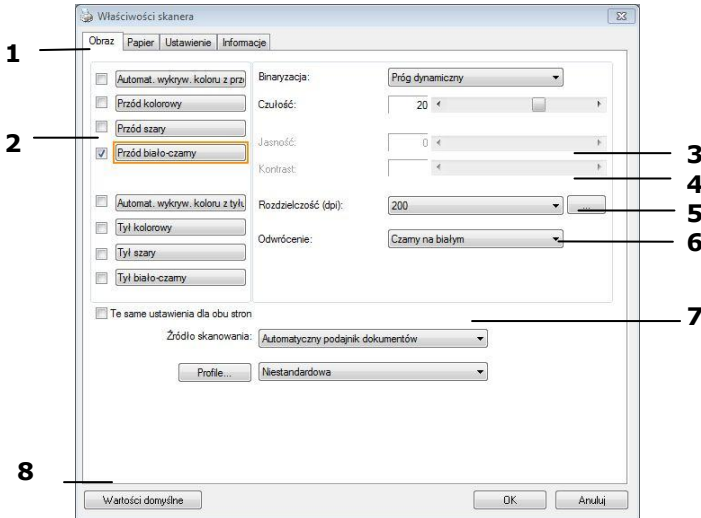 Właściwości skanera
Obraz Papier Ustawienie Informacje
1
Automat. wykryw. koloru z prz
Binaryzacja: Próg dynamiczny
Przód kolorowy
Czułość: 20
Przód szary
2
Jasność: 0
3
Przód biało-czarny
Kontrast:
4
Automat. wykryw. koloru z tyłu
Rozdzielczość (dpi): 200 ...
5
Tył kolorowy
Odwrócenie: Czarny na białym
6
Tył szary
Tył biało-czarny
Te same ustawienia dla obu stron
7
Źródło skanowania: Automatyczny podajnik dokumentów
Profile... Niestandardowa
8
Wartości domyślne OK Anuluj